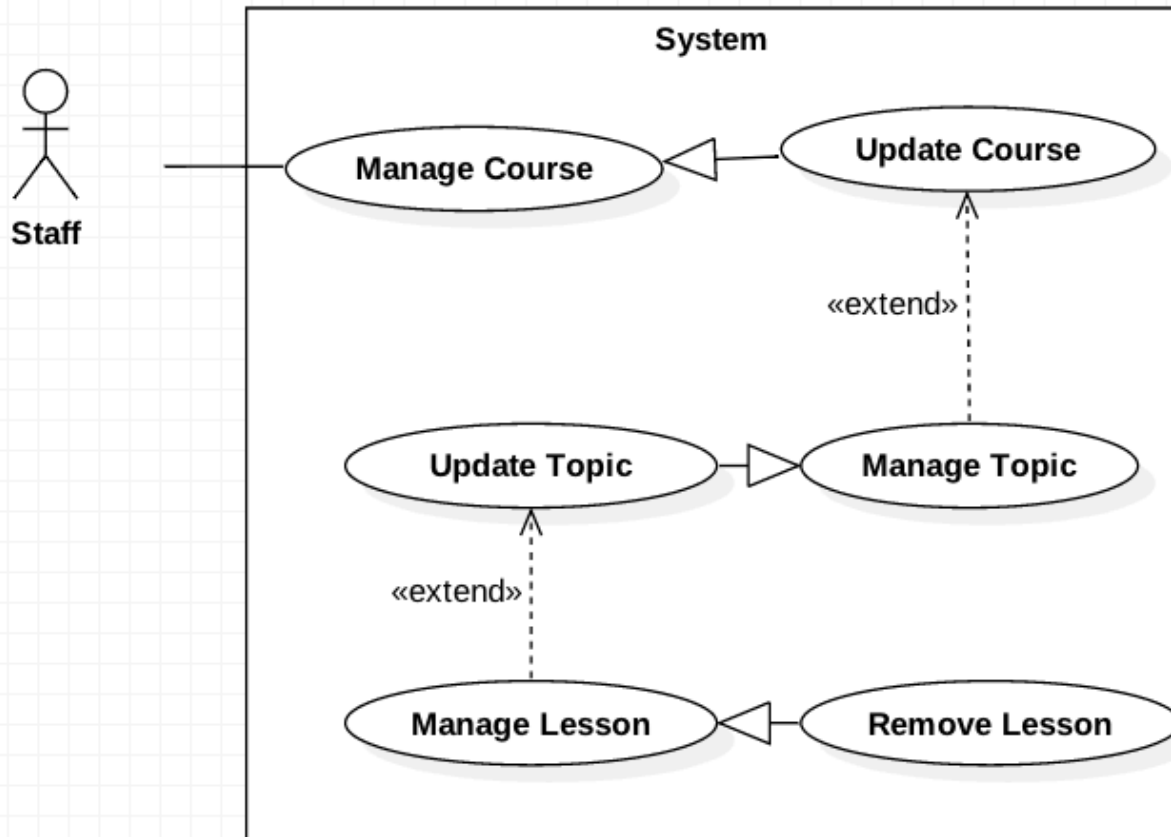 System
Manage Course
Update Course
Staff
«extend»
Update Topic
Manage Topic
«extend»
Manage Lesson
Remove Lesson